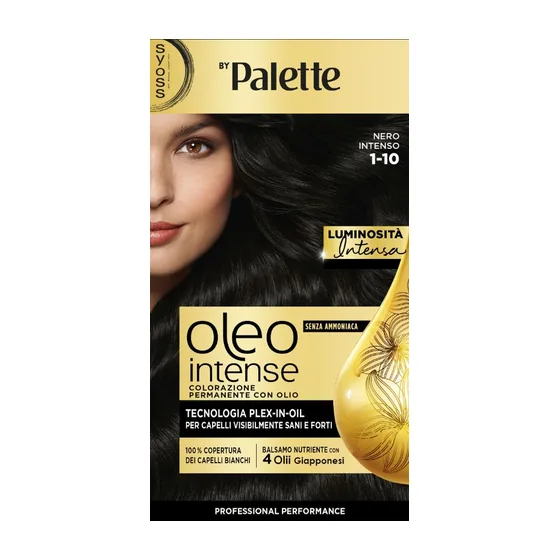 syoss
BY Palette
NERO
INTENSO
1-10
LUMINOSITÀ
Intensa
SENZA AMMONIACA
oleo
intense
COLORAZIONE
PERMANENTE CON OLIO
TECNOLOGIA PLEX-IN-OIL
PER CAPELLI VISIBILMENTE SANI E FORTI
100% COPERTURA
DEI CAPELLI BIANCHI
BALSAMO NUTRIENTE CON
4 Olii Giapponesi
PROFESSIONAL PERFORMANCE